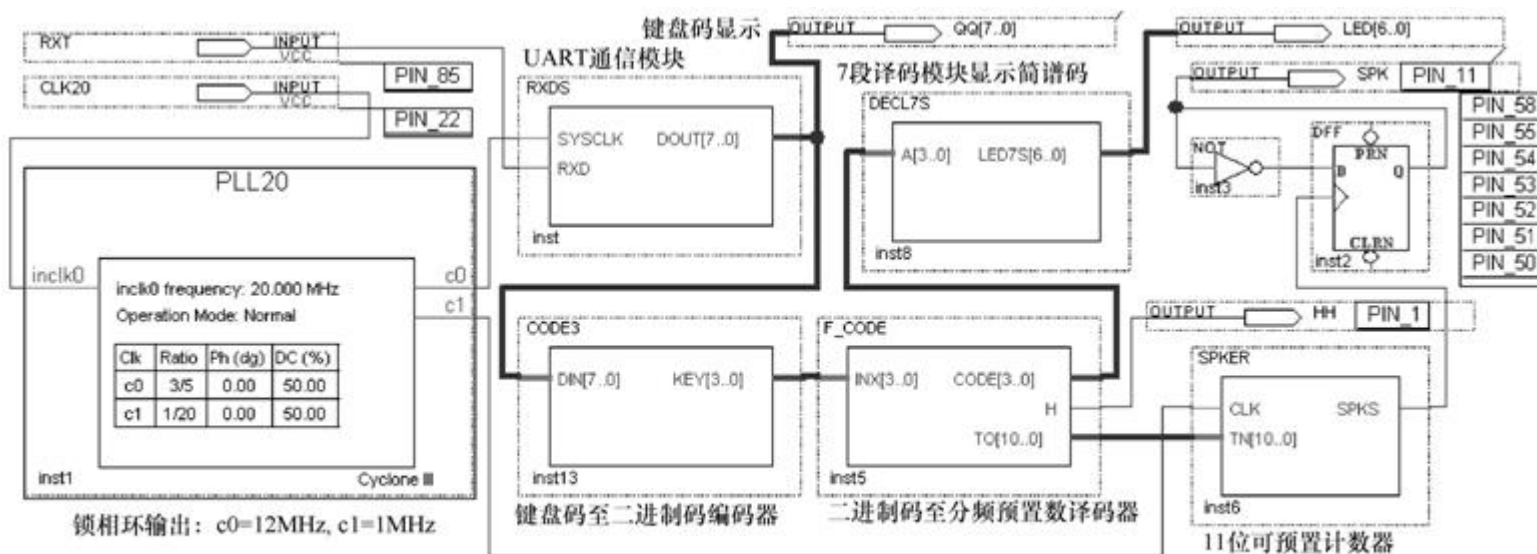 RXT
INPUT
VCC
PIN_85
CLK20
INPUT
VCC
PIN_22
键盘码显示
OUTPUT
QQ[7..0]
OUTPUT
LED[6..0]
UART通信模块
RXDS
SYSCLK
DOUT[7..0]
RXD
inst
7段译码模块显示简谱码
DECL7S
A[3..0]
LED7S[6..0]
inst8
OUTPUT
SPK
PIN_11
PIN_58
PIN_55
PIN_54
PIN_53
PIN_52
PIN_51
PIN_50
NOT
inst3
DFF
PRN
D
Q
CLRN
inst2
PLL20
inclk0
c0
c1
inclk0 frequency: 20.000 MHz
Operation Mode: Normal
Clk Ratio Ph (dg) DC (%)
c0 3/5 0.00 50.00
c1 1/20 0.00 50.00
inst1
Cyclone III
锁相环输出：c0=12MHz, c1=1MHz
CODE3
DIN[7..0]
KEY[3..0]
inst13
键盘码至二进制码编码器
F_CODE
INX[3..0]
CODE[3..0]
H
TO[10..0]
inst5
二进制码至分频预置数译码器
OUTPUT
HH
PIN_1
SPKER
CLK
SPKS
TN[10..0]
inst6
11位可预置计数器